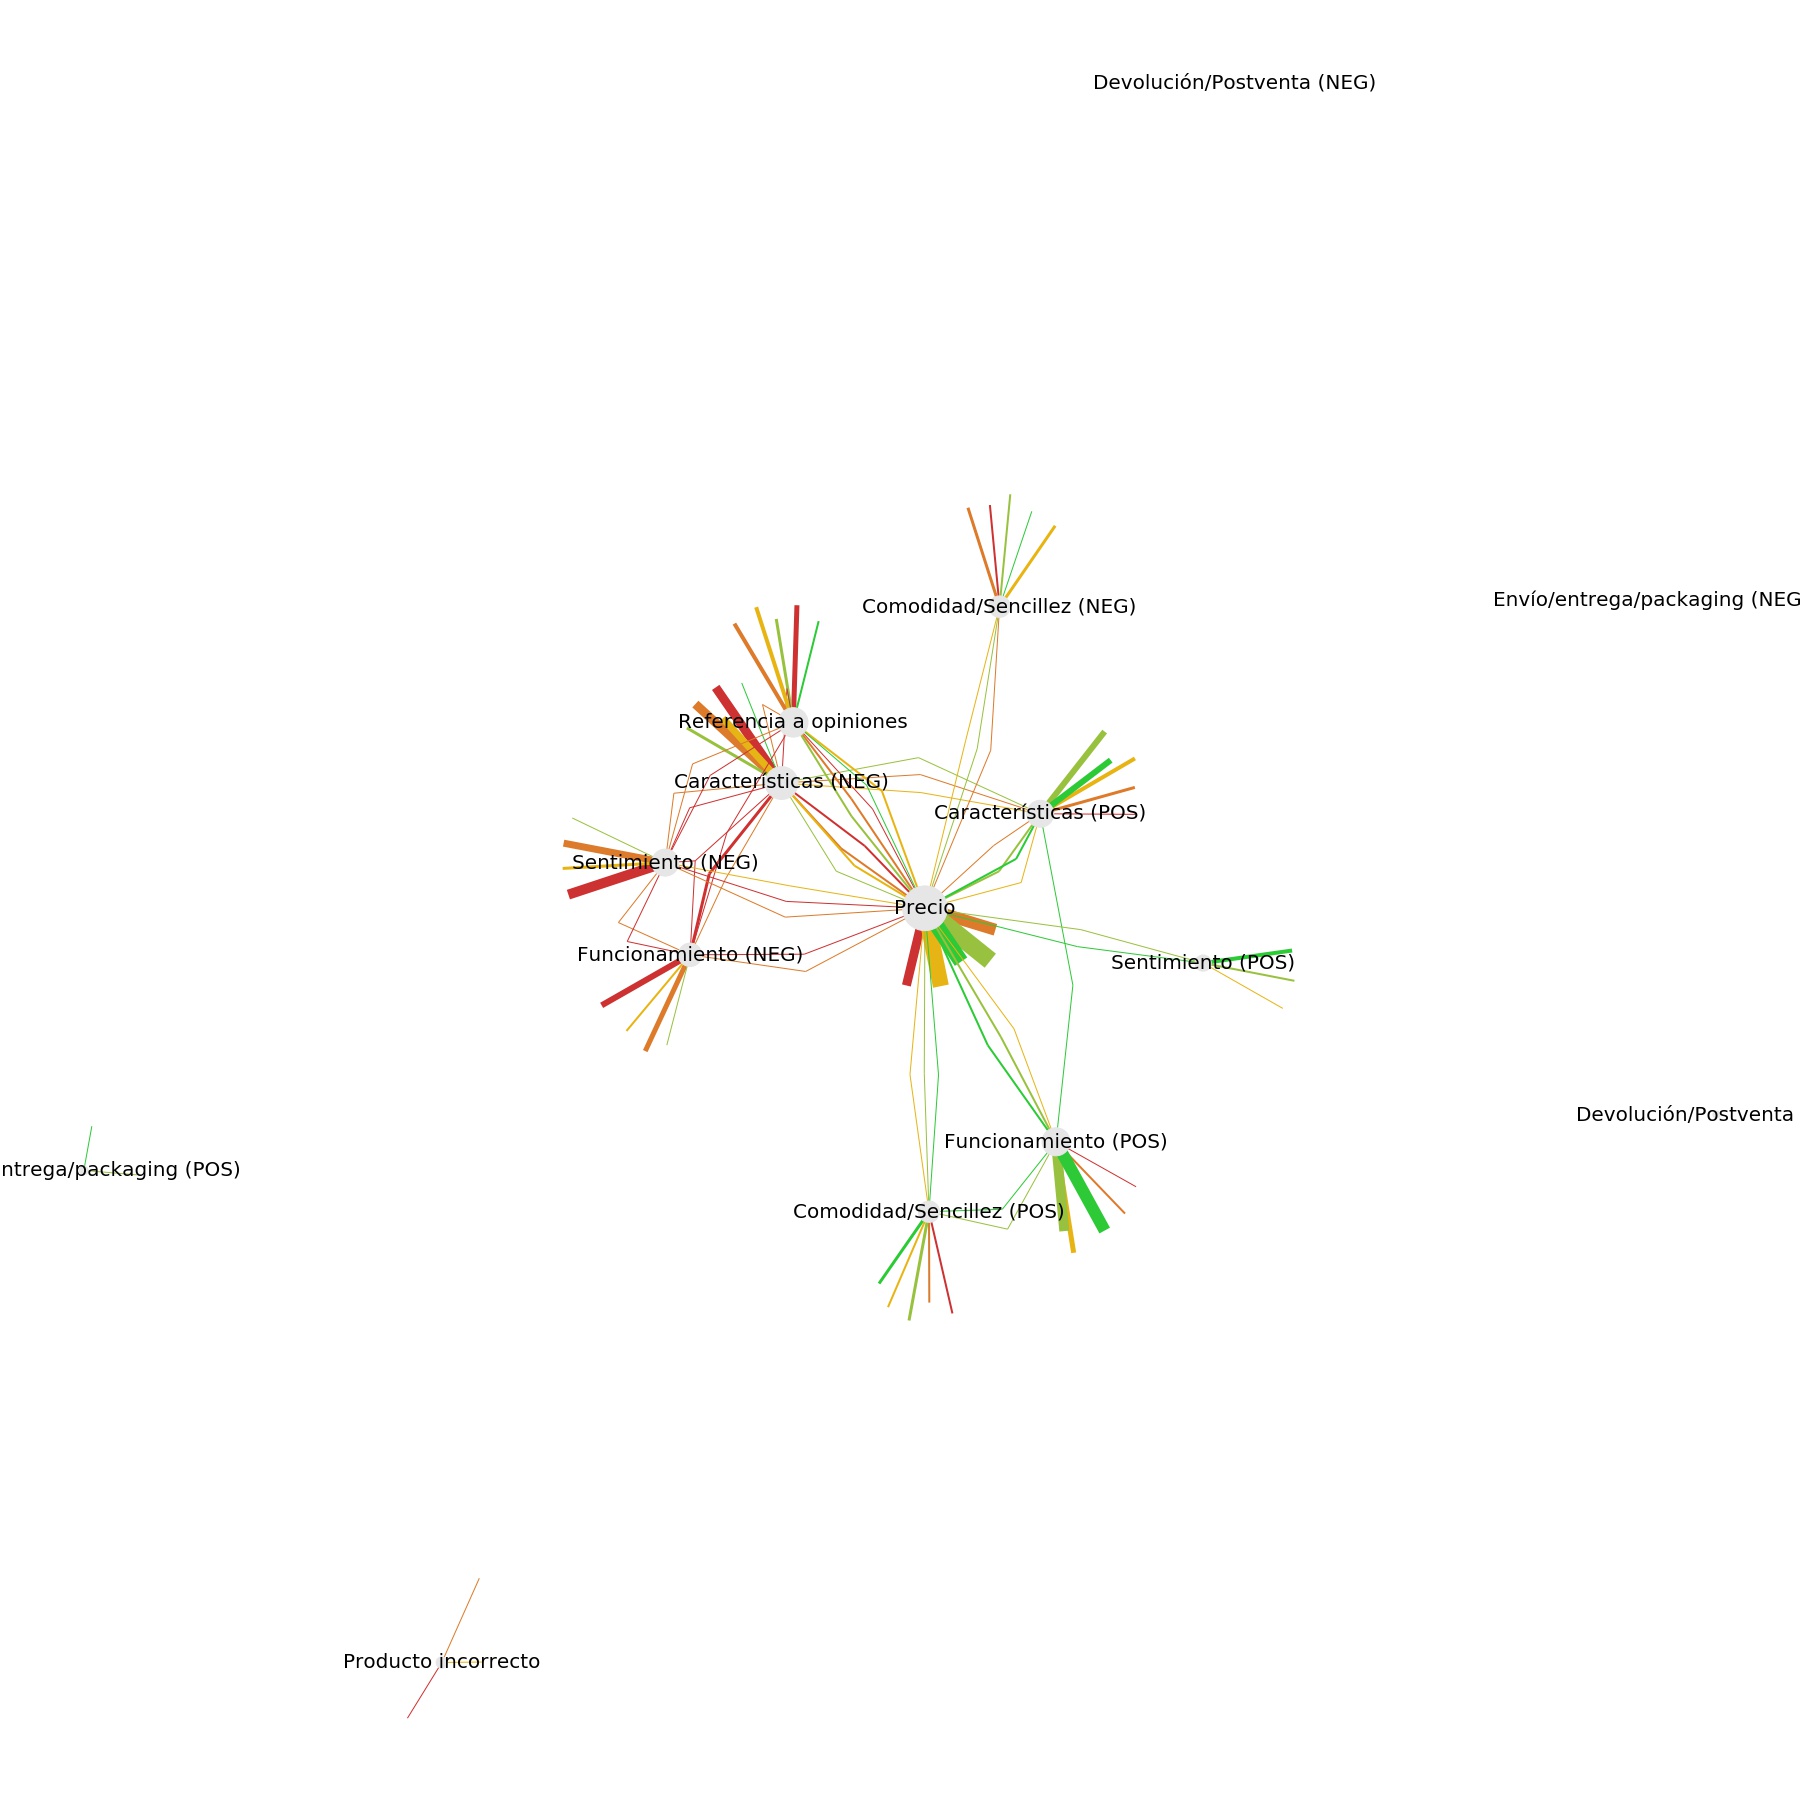 Devolución/Postventa (NEG)
Envío/entrega/packaging (NEG
Comodidad/Sencillez (NEG)
Referencia a opiniones
Características (NEG)
Características (POS)
Sentimiento (NEG)
Precio
Funcionamiento (NEG)
Sentimiento (POS)
Devolución/Postventa
Funcionamiento (POS)
ntrega/packaging (POS)
Comodidad/Sencillez (POS)
Producto incorrecto